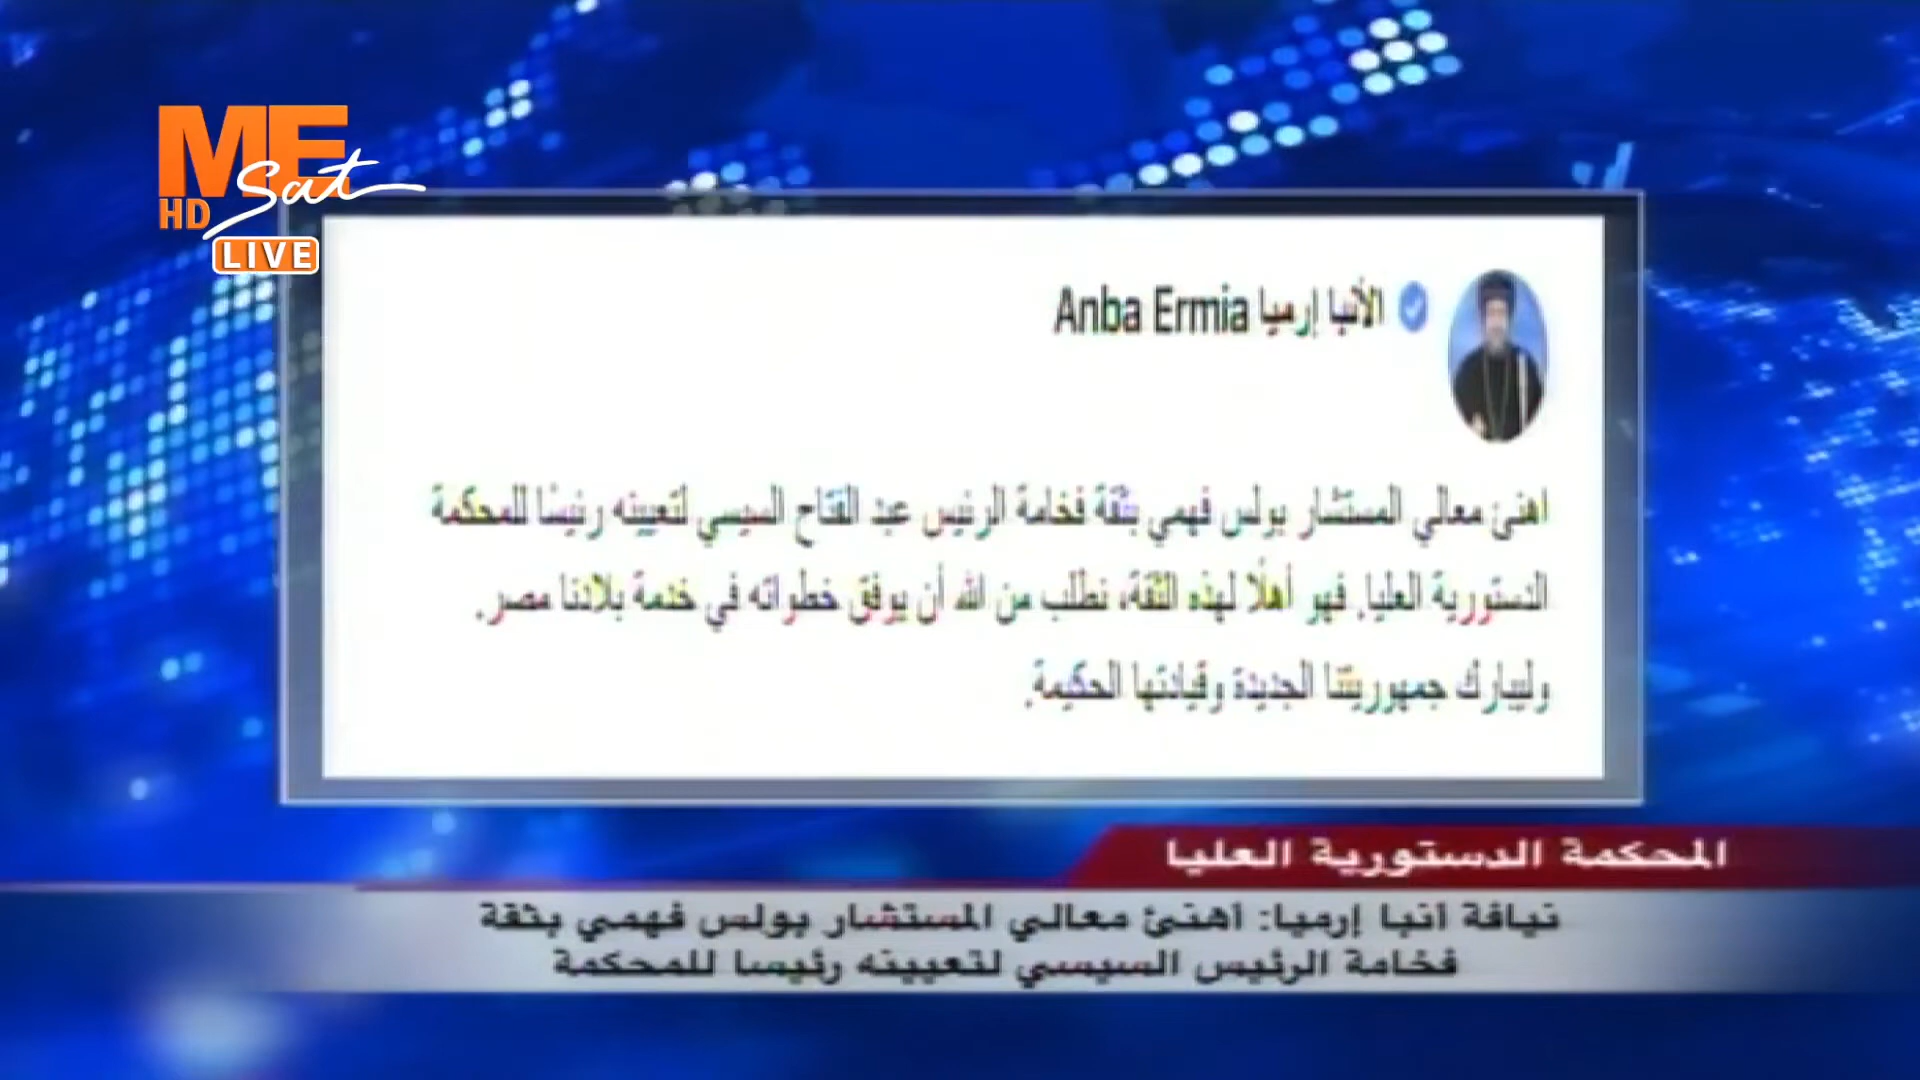 ME
Sat
HD
LIVE
الأنبا إرميا Anba Ermia
اهنئ معالي المستشار بولس فهمي بثقة فخامة الرئيس عبد الفتاح السيسي لتعيينه رئيسًا للمحكمة
الدستورية العليا. فهو أهلًا لهذه الثقة، نطلب من الله أن يوفق خطواته في خدمة بلادنا مصر.
وليبارك جمهوريتنا الجديدة وقيادتها الحكيمة.
المحكمة الدستورية العليا
نيافة أنبا إرميا: أهنئ معالي المستشار بولس فهمي بثقة
فخامة الرئيس السيسي لتعيينه رئيسا للمحكمة